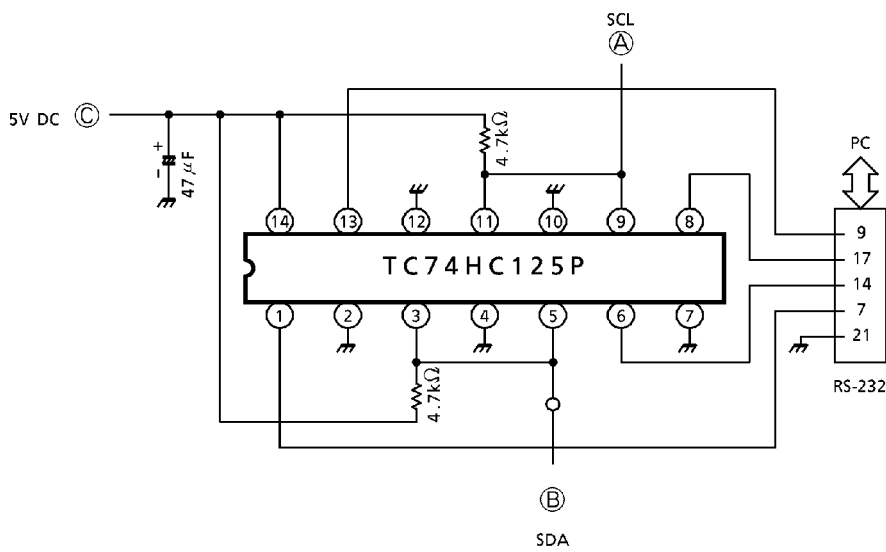 SCL
Ⓐ
5V DC Ⓒ
+
-
47μF
4.7kΩ
PC
14 13 12 11 10 9 8
TC74HC125P
1 2 3 4 5 6 7
9
17
14
7
21
RS-232
4.7kΩ
Ⓑ
SDA